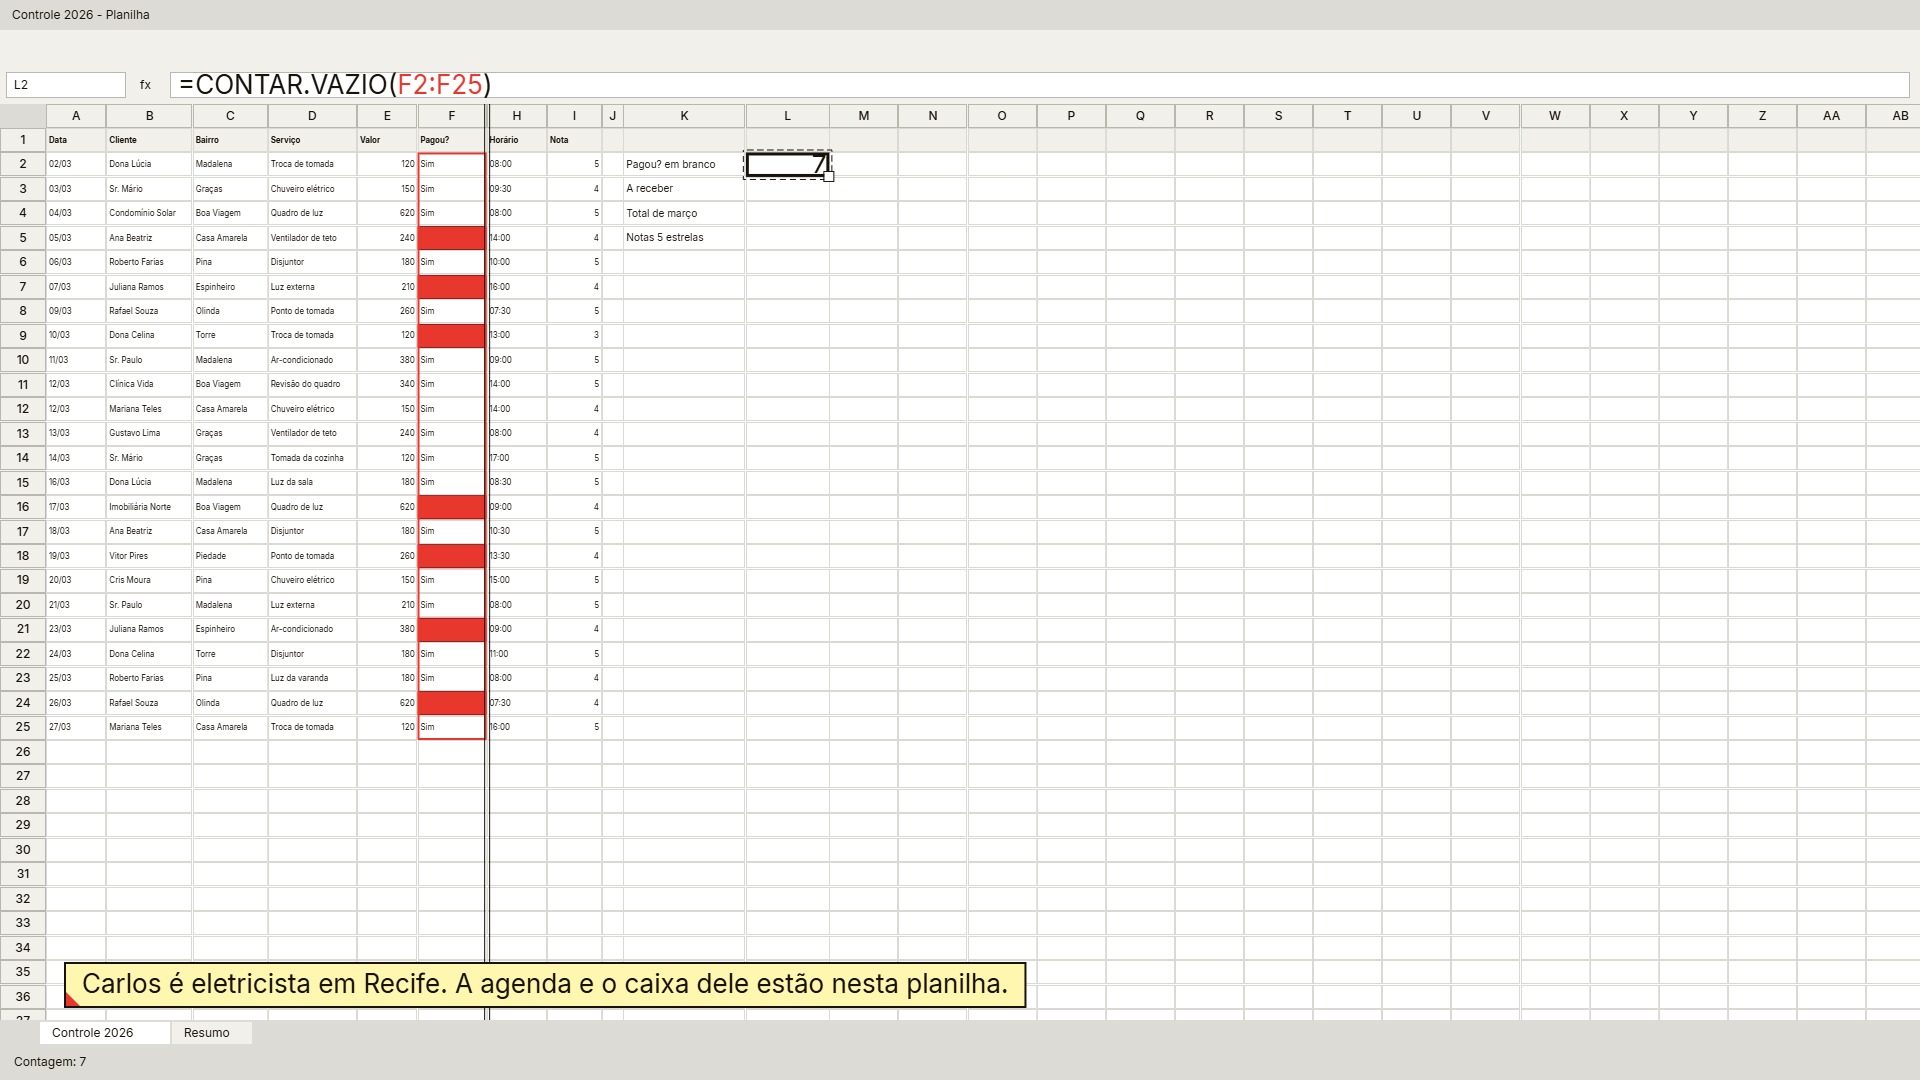 Controle 2026 - Planilha
L2 fx =CONTAR.VAZIO(F2:F25)
A B C D E F H I J K L M N O P Q R S T U V W X Y Z AA AB
1 Data Cliente Bairro Serviço Valor Pagou? Horário Nota
2 02/03 Dona Lúcia Madalena Troca de tomada 120 Sim 08:00 5 Pagou? em branco 7
3 03/03 Sr. Mário Graças Chuveiro elétrico 150 Sim 09:30 4 A receber
4 04/03 Condomínio Solar Boa Viagem Quadro de luz 620 Sim 08:00 5 Total de março
5 05/03 Ana Beatriz Casa Amarela Ventilador de teto 240 14:00 4 Notas 5 estrelas
6 06/03 Roberto Farias Pina Disjuntor 180 Sim 10:00 5
7 07/03 Juliana Ramos Espinheiro Luz externa 210 16:00 4
8 09/03 Rafael Souza Olinda Ponto de tomada 260 Sim 07:30 5
9 10/03 Dona Celina Torre Troca de tomada 120 13:00 3
10 11/03 Sr. Paulo Madalena Ar-condicionado 380 Sim 09:00 5
11 12/03 Clínica Vida Boa Viagem Revisão do quadro 340 Sim 14:00 5
12 12/03 Mariana Teles Casa Amarela Chuveiro elétrico 150 Sim 14:00 4
13 13/03 Gustavo Lima Graças Ventilador de teto 240 Sim 08:00 4
14 14/03 Sr. Mário Graças Tomada da cozinha 120 Sim 17:00 5
15 16/03 Dona Lúcia Madalena Luz da sala 180 Sim 08:30 5
16 17/03 Imobiliária Norte Boa Viagem Quadro de luz 620 09:00 4
17 18/03 Ana Beatriz Casa Amarela Disjuntor 180 Sim 10:30 5
18 19/03 Vitor Pires Piedade Ponto de tomada 260 13:30 4
19 20/03 Cris Moura Pina Chuveiro elétrico 150 Sim 15:00 5
20 21/03 Sr. Paulo Madalena Luz externa 210 Sim 08:00 5
21 23/03 Juliana Ramos Espinheiro Ar-condicionado 380 09:00 4
22 24/03 Dona Celina Torre Disjuntor 180 Sim 11:00 5
23 25/03 Roberto Farias Pina Luz da varanda 180 Sim 08:00 4
24 26/03 Rafael Souza Olinda Quadro de luz 620 07:30 4
25 27/03 Mariana Teles Casa Amarela Troca de tomada 120 Sim 16:00 5
26
27
28
29
30
31
32
33
34
35
Carlos é eletricista em Recife. A agenda e o caixa dele estão nesta planilha.
36
37
Controle 2026 Resumo
Contagem: 7